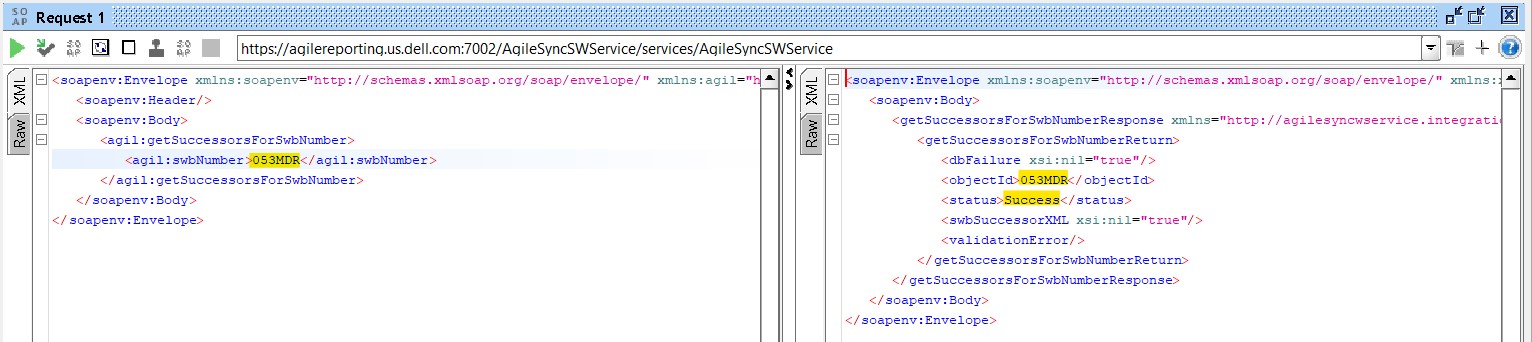 SO
AP
Request 1
https://agilereporting.us.dell.com:7002/AgileSyncSWService/services/AgileSyncSWService
XML
Raw
<soapenv:Envelope xmlns:soapenv="http://schemas.xmlsoap.org/soap/envelope/" xmlns:agil="h
<soapenv:Header/>
<soapenv:Body>
<agil:getSuccessorsForSwbNumber>
<agil:swbNumber>053MDR</agil:swbNumber>
</agil:getSuccessorsForSwbNumber>
</soapenv:Body>
</soapenv:Envelope>
XML
Raw
<soapenv:Envelope xmlns:soapenv="http://schemas.xmlsoap.org/soap/envelope/" xmlns:
<soapenv:Body>
<getSuccessorsForSwbNumberResponse xmlns="http://agilesyncwservice.integratio
<getSuccessorsForSwbNumberReturn>
<dbFailure xsi:nil="true"/>
<objectId>053MDR</objectId>
<status>Success</status>
<swbSuccessorXML xsi:nil="true"/>
<validationError/>
</getSuccessorsForSwbNumberReturn>
</getSuccessorsForSwbNumberResponse>
</soapenv:Body>
</soapenv:Envelope>